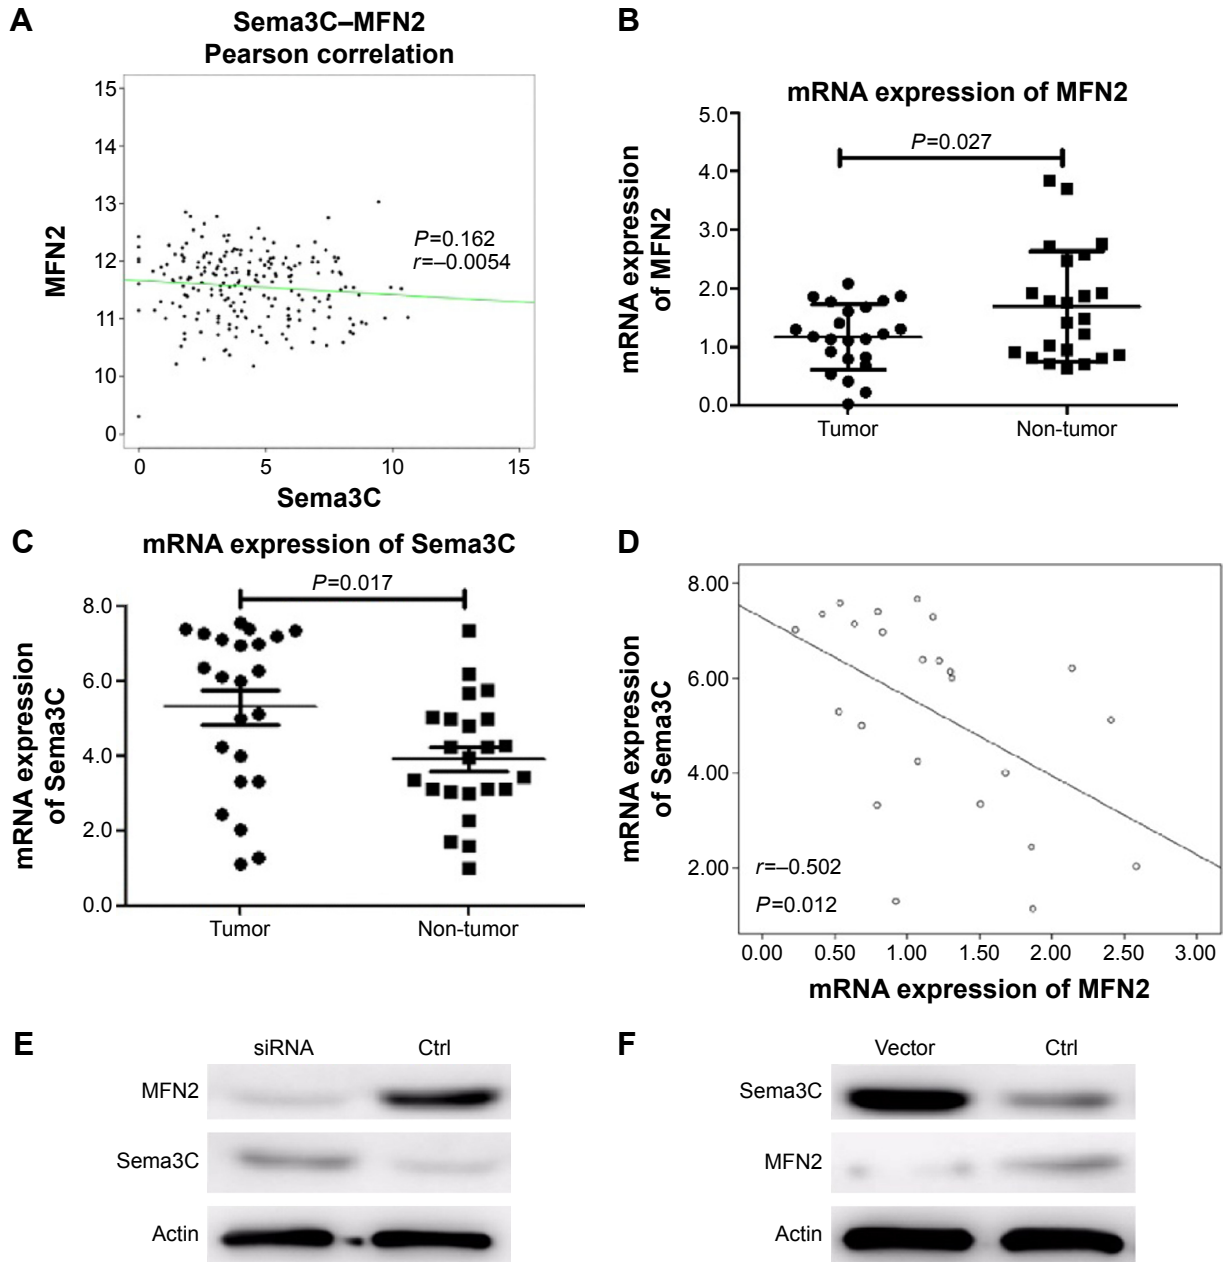 A
Sema3C–MFN2
Pearson correlation
15
14
13
12
11
10
0
MFN2
P=0.162
r=–0.0054
0 5 10 15
Sema3C
B
mRNA expression of MFN2
5.0
4.0
3.0
2.0
1.0
0.0
mRNA expression
of MFN2
P=0.027
Tumor Non-tumor
C
mRNA expression of Sema3C
8.0
6.0
4.0
2.0
0.0
mRNA expression
of Sema3C
P=0.017
Tumor Non-tumor
D
8.00
6.00
4.00
2.00
mRNA expression
of Sema3C
r=–0.502
P=0.012
0.00 0.50 1.00 1.50 2.00 2.50 3.00
mRNA expression of MFN2
E
siRNA Ctrl
MFN2
Sema3C
Actin
F
Vector Ctrl
Sema3C
MFN2
Actin